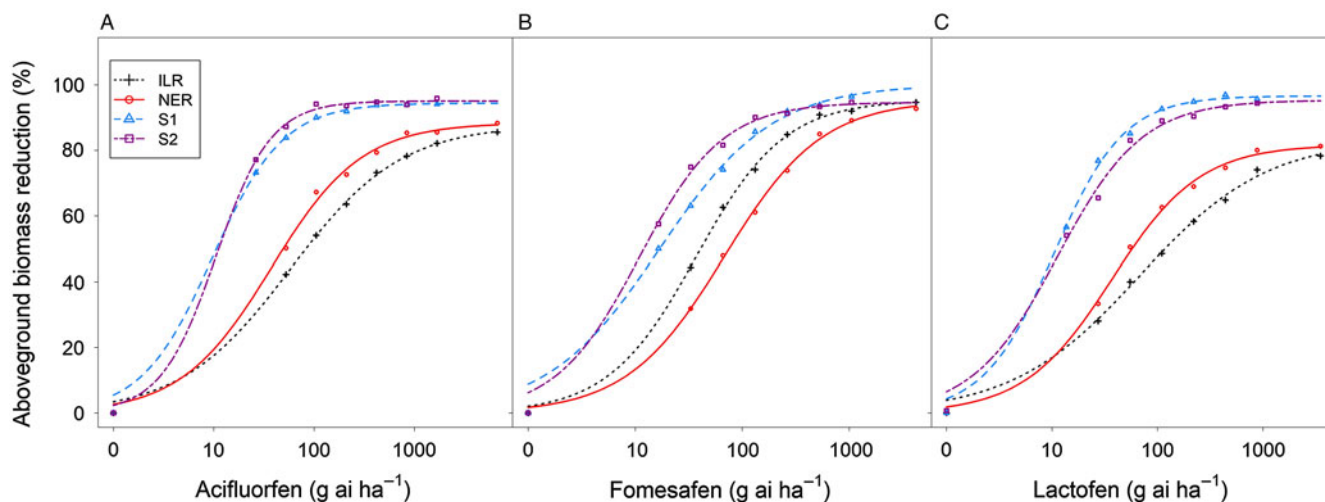 A
B
C
Aboveground biomass reduction (%)
100
80
60
40
20
0
ILR
NER
S1
S2
0 10 100 1000
0 10 100 1000
0 10 100 1000
Acifluorfen (g ai ha⁻¹)
Fomesafen (g ai ha⁻¹)
Lactofen (g ai ha⁻¹)